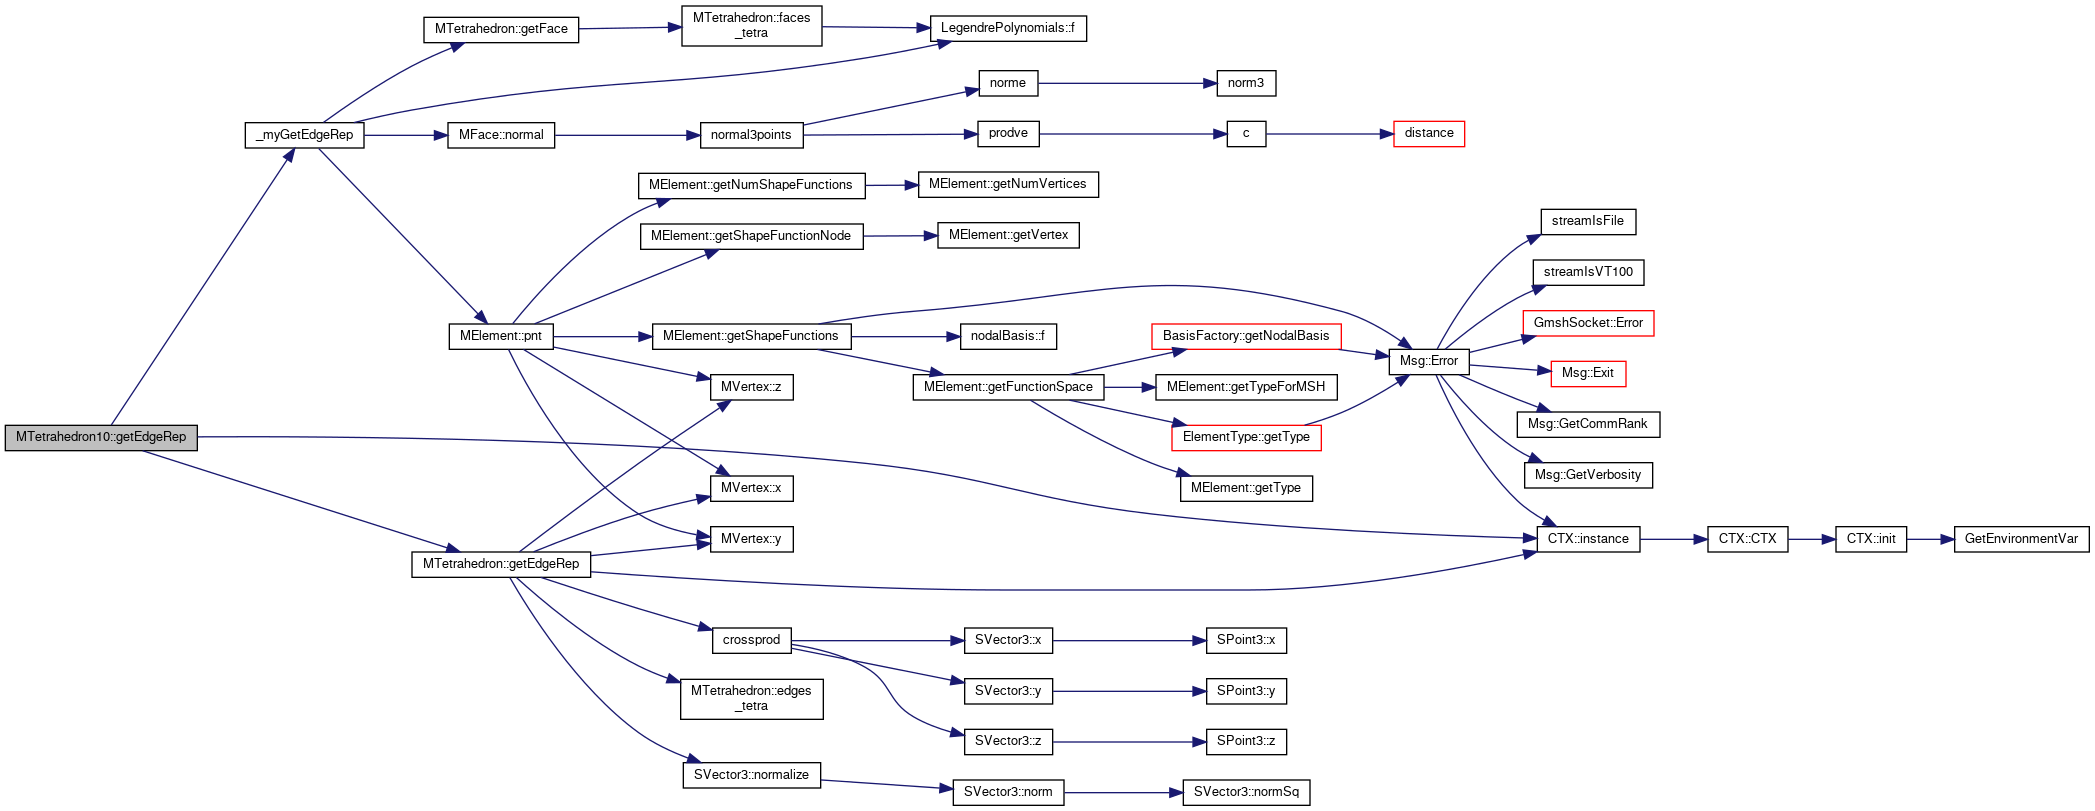 MTetrahedron10::getEdgeRep
_myGetEdgeRep
MTetrahedron::getFace
MTetrahedron::faces
_tetra
LegendrePolynomials::f
MFace::normal
normal3points
norme
norm3
prodve
c
distance
MElement::pnt
MElement::getNumShapeFunctions
MElement::getNumVertices
MElement::getShapeFunctionNode
MElement::getVertex
MElement::getShapeFunctions
nodalBasis::f
MElement::getFunctionSpace
BasisFactory::getNodalBasis
MElement::getTypeForMSH
ElementType::getType
MElement::getType
Msg::Error
streamIsFile
streamIsVT100
GmshSocket::Error
Msg::Exit
Msg::GetCommRank
Msg::GetVerbosity
CTX::instance
CTX::CTX
CTX::init
GetEnvironmentVar
MVertex::z
MVertex::x
MVertex::y
MTetrahedron::getEdgeRep
crossprod
SVector3::x
SPoint3::x
SVector3::y
SPoint3::y
SVector3::z
SPoint3::z
MTetrahedron::edges
_tetra
SVector3::normalize
SVector3::norm
SVector3::normSq